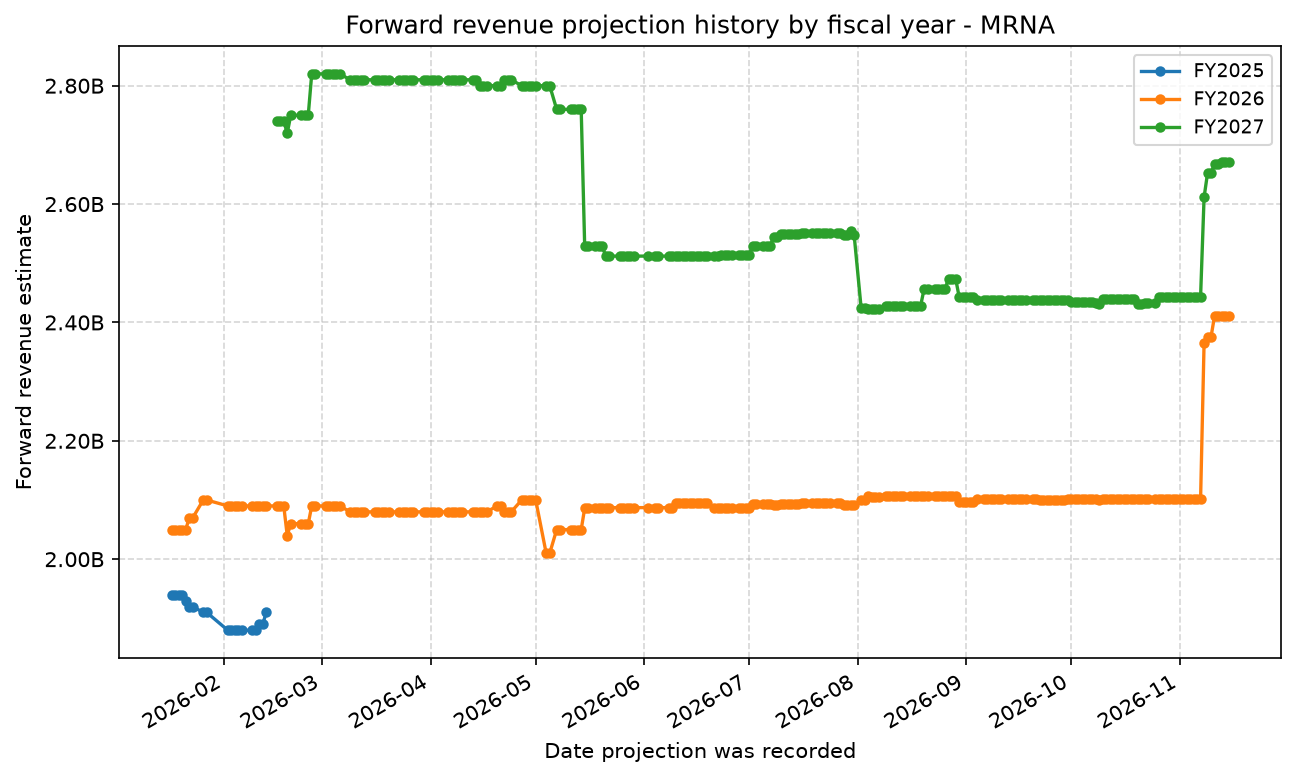 Forward revenue projection history by fiscal year - MRNA
FY2025
FY2026
FY2027
Forward revenue estimate
2.80B
2.60B
2.40B
2.20B
2.00B
2026-02
2026-03
2026-04
2026-05
2026-06
2026-07
2026-08
2026-09
2026-10
2026-11
Date projection was recorded